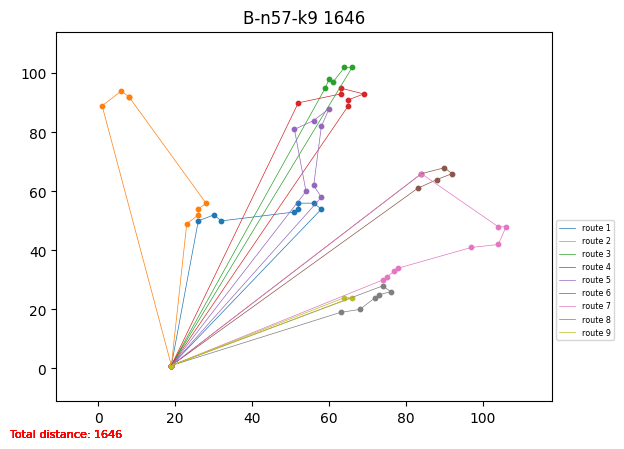 B-n57-k9 1646
100
80
60
40
20
0
0 20 40 60 80 100
route 1
route 2
route 3
route 4
route 5
route 6
route 7
route 8
route 9
Total distance: 1646